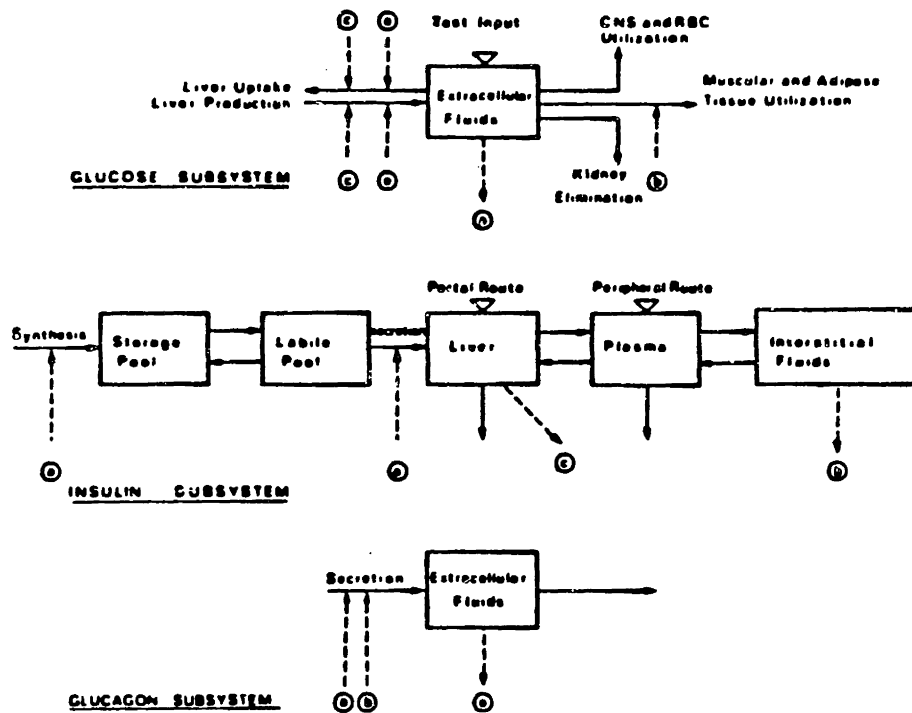 Test Input
CNS and RBC
Utilization
Liver Uptake
Liver Production
Extracellular
Fluids
Muscular and Adipose
Tissue Utilization
Kidney
Elimination
GLUCOSE SUBSYSTEM
Portal Route
Peripheral Route
Synthesis
Storage
Pool
Labile
Pool
Secretion
Liver
Plasma
Interstitial
Fluids
b
INSULIN SUBSYSTEM
Secretion
Extracellular
Fluids
b
GLUCAGON SUBSYSTEM